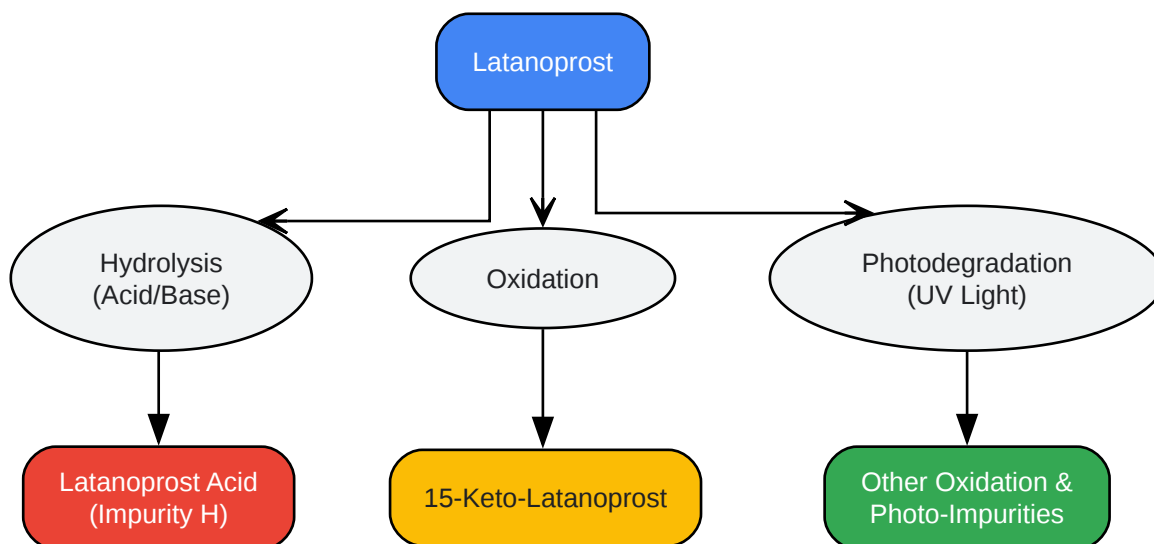 Latanoprost
Hydrolysis
(Acid/Base)
Oxidation
Photodegradation
(UV Light)
Latanoprost Acid
(Impurity H)
15-Keto-Latanoprost
Other Oxidation &
Photo-Impurities